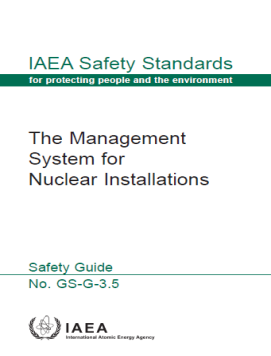 IAEA Safety Standards
for protecting people and the environment
The Management
System for
Nuclear Installations
Safety Guide
No. GS-G-3.5
IAEA
International Atomic Energy Agency